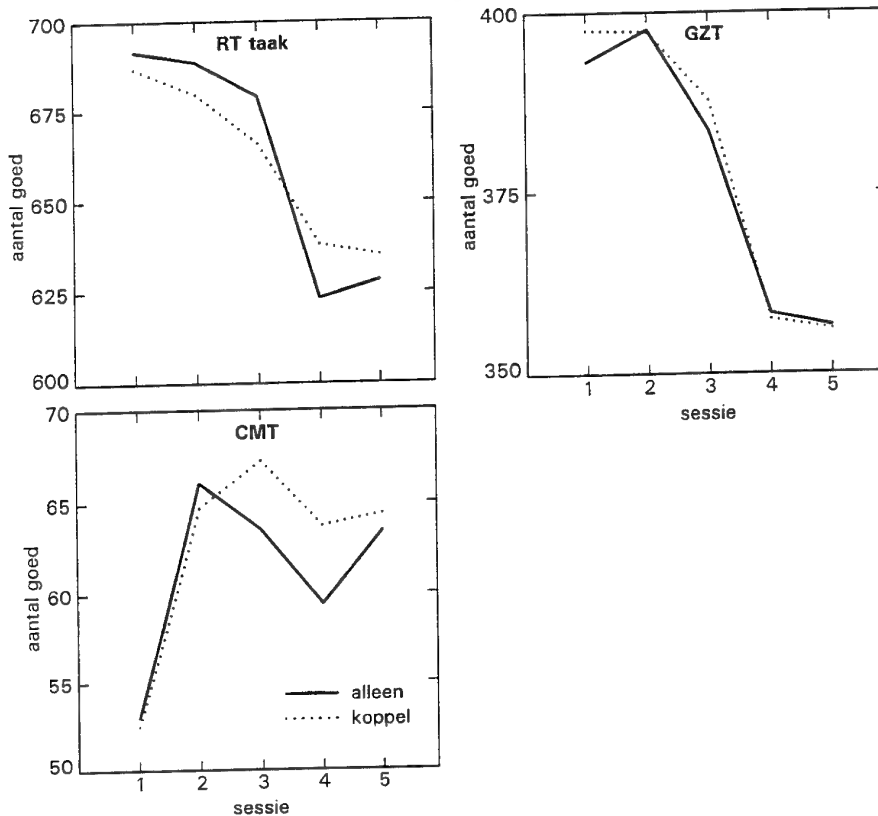 RT taak
700
675
650
625
600
aantal goed
GZT
400
375
350
aantal goed
1 2 3 4 5
sessie
CMT
70
65
60
55
50
aantal goed
alleen
koppel
1 2 3 4 5
sessie